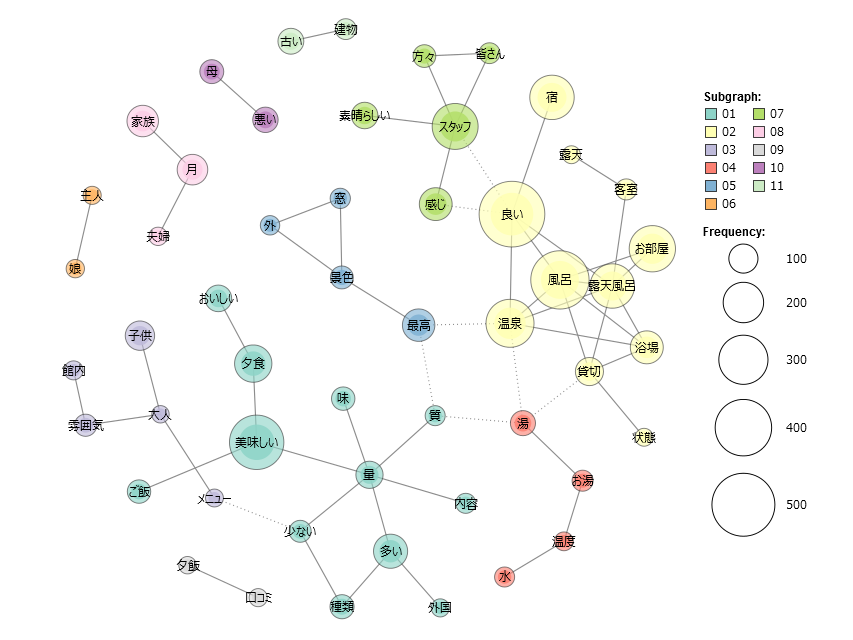 建物
古い
方々
皆さん
母
宿
素晴らしい
悪い
家族
スタッフ
露天
月
客室
主人
窓
感じ
良い
外
夫婦
お部屋
娘
景色
風呂
露天風呂
おいしい
最高
温泉
子供
浴場
夕食
館内
貸切
味
大人
質
湯
雰囲気
状態
美味しい
量
お湯
ご飯
メニュー
内容
少ない
温度
多い
夕飯
水
口コミ
種類
外国
Subgraph:
01 07
02 08
03 09
04 10
05 11
06
Frequency:
100
200
300
400
500